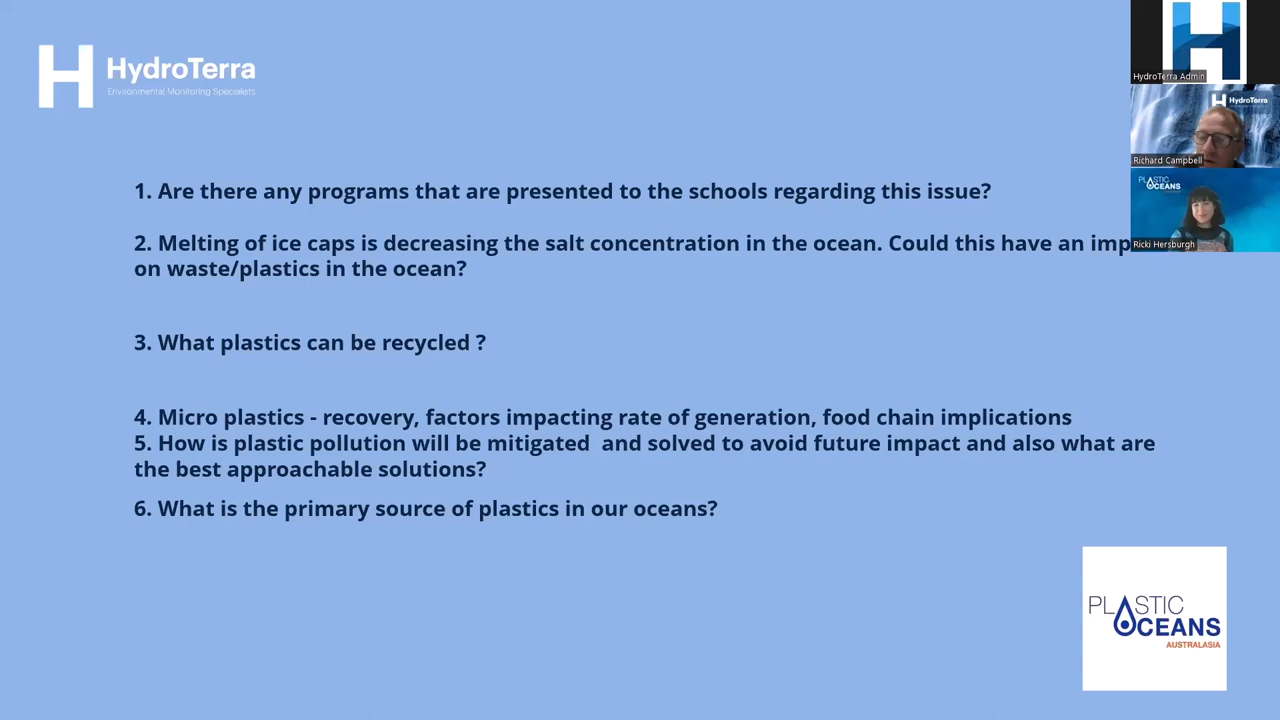 HydroTerra
Environmental Monitoring Specialists
HydroTerra Admin
HydroTerra
Richard Campbell
PLASTIC
OCEANS
Ricki Hersburgh
1. Are there any programs that are presented to the schools regarding this issue?
2. Melting of ice caps is decreasing the salt concentration in the ocean. Could this have an imp
on waste/plastics in the ocean?
3. What plastics can be recycled ?
4. Micro plastics - recovery, factors impacting rate of generation, food chain implications
5. How is plastic pollution will be mitigated  and solved to avoid future impact and also what are
the best approachable solutions?
6. What is the primary source of plastics in our oceans?
PLASTIC
OCEANS
AUSTRALASIA